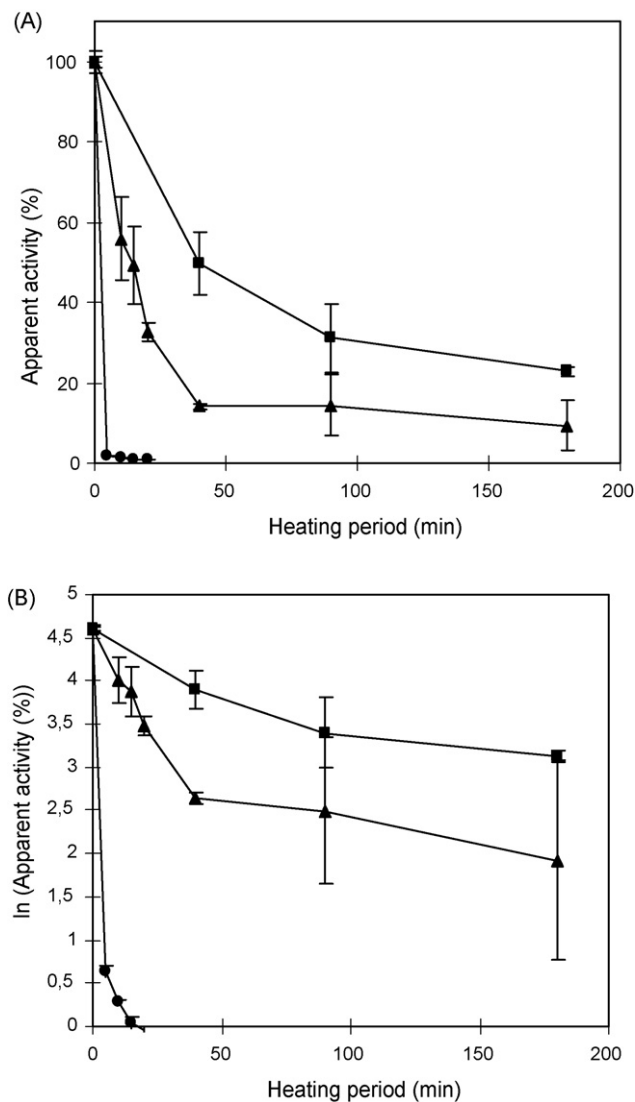 (A)
100
80
60
40
20
0
Apparent activity (%)
0 50 100 150 200
Heating period (min)
(B)
5
4,5
4
3,5
3
2,5
2
1,5
1
0,5
0
ln (Apparent activity (%))
0 50 100 150 200
Heating period (min)